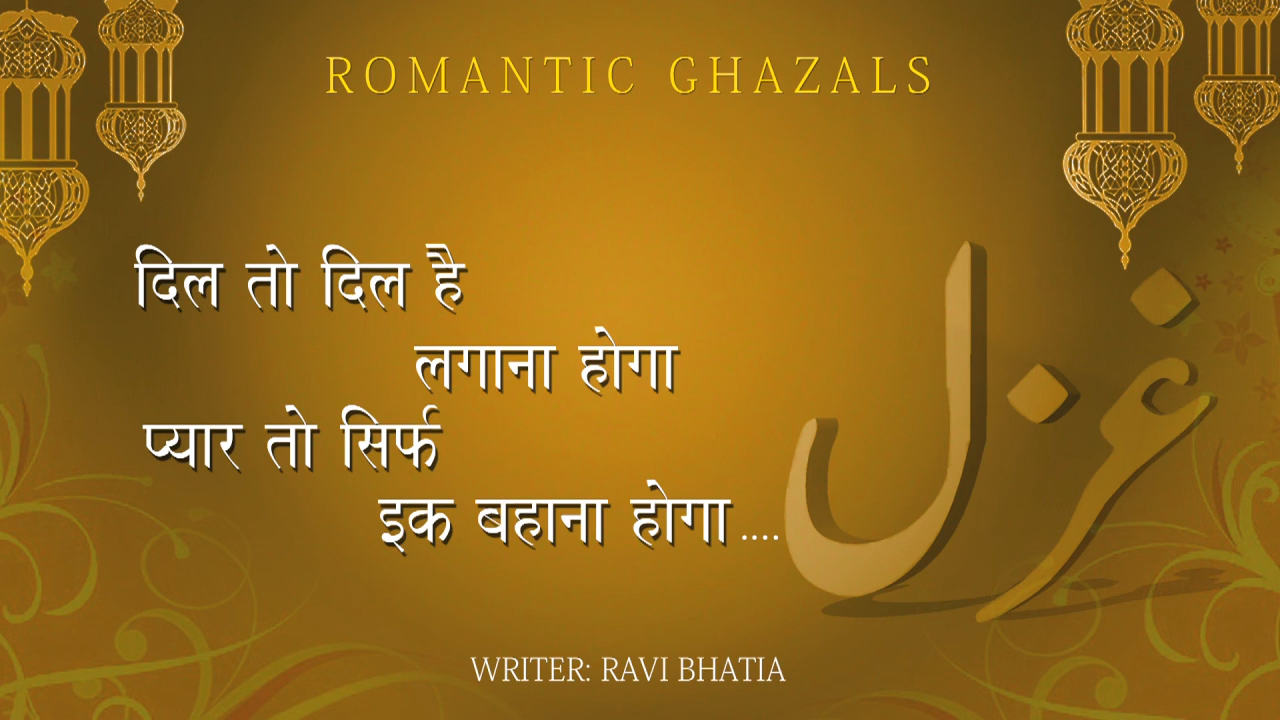 ROMANTIC GHAZALS
दिल तो दिल है
लगाना होगा
प्यार तो सिर्फ
इक बहाना होगा....
غزل
WRITER: RAVI BHATIA